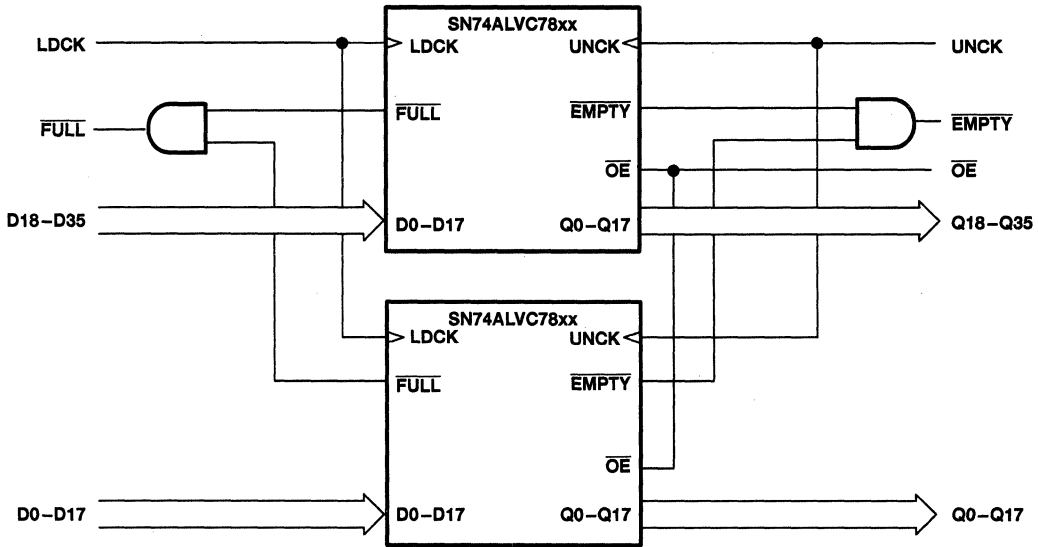 SN74ALVC78xx
LDCK
LDCK
UNCK
UNCK
FULL
FULL
EMPTY
EMPTY
OE
OE
D18–D35
D0–D17
Q0–Q17
Q18–Q35
SN74ALVC78xx
LDCK
UNCK
FULL
EMPTY
OE
D0–D17
D0–D17
Q0–Q17
Q0–Q17